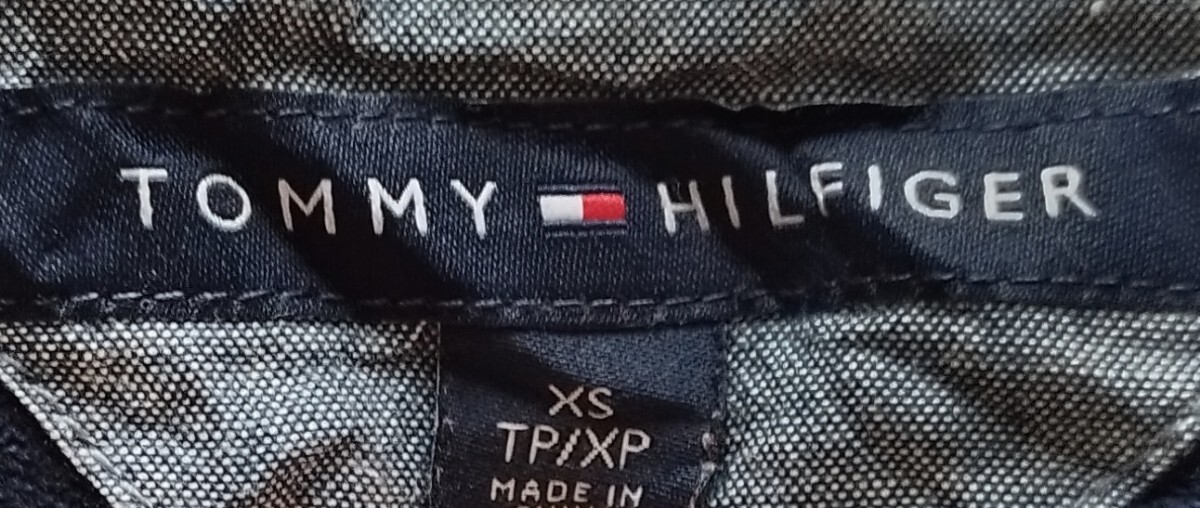 TOMMY HILFIGER
XS
TP/XP
MADE IN